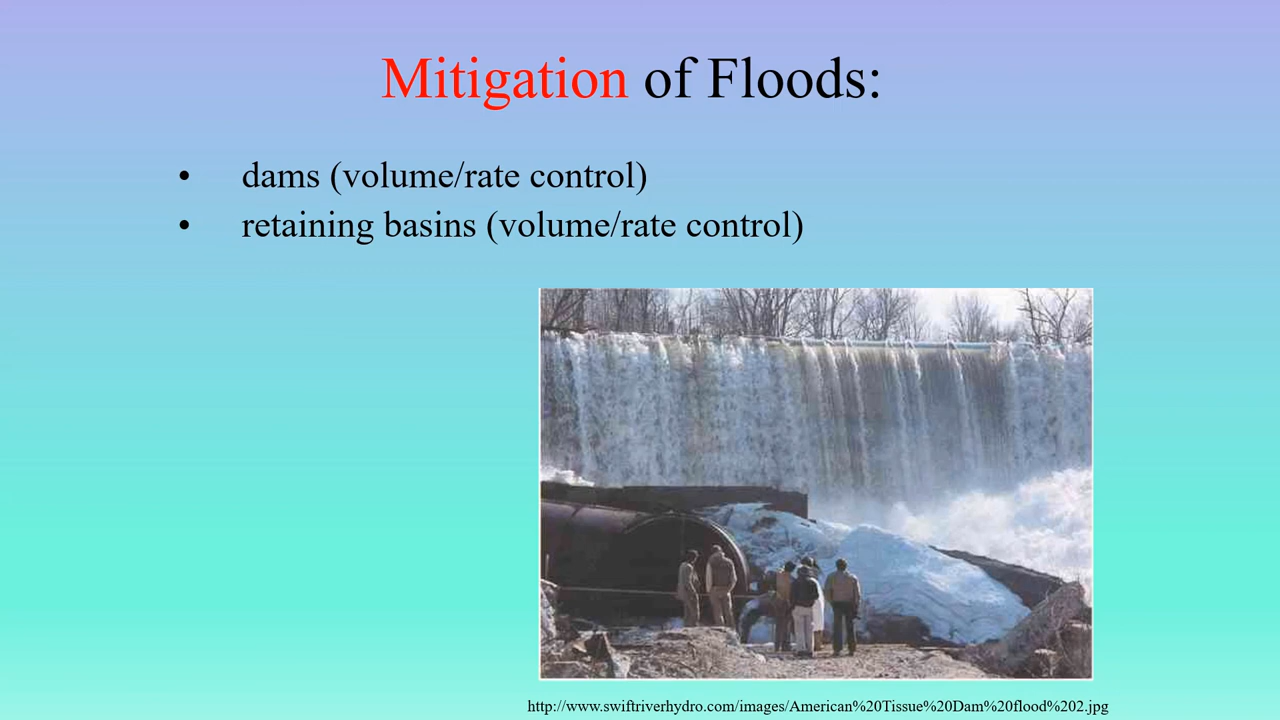 Mitigation of Floods:
• dams (volume/rate control)
• retaining basins (volume/rate control)
http://www.swiftriverhydro.com/images/American%20Tissue%20Dam%20flood%202.jpg